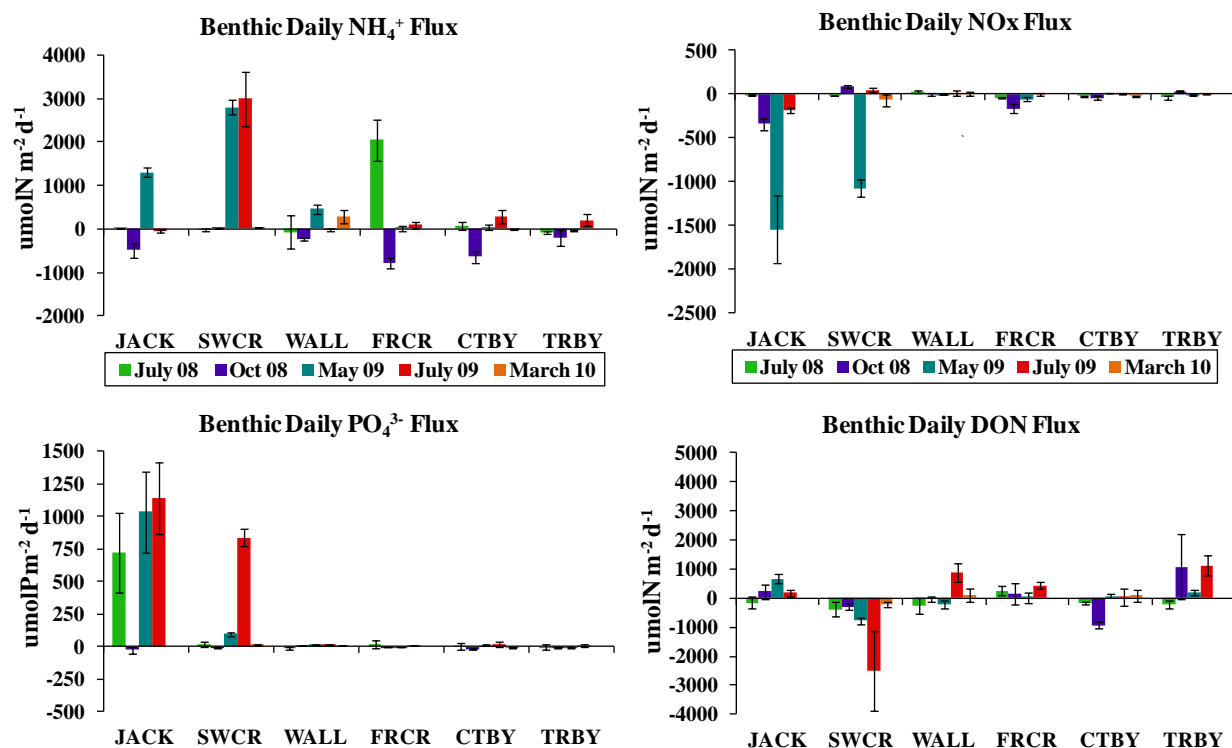 Benthic Daily NH₄⁺ Flux
umolN m⁻² d⁻¹
4000
3000
2000
1000
0
-1000
-2000
JACK SWCR WALL FRCR CTBY TRBY
July 08 Oct 08 May 09 July 09 March 10
Benthic Daily NOx Flux
umolN m⁻² d⁻¹
500
0
-500
-1000
-1500
-2000
-2500
JACK SWCR WALL FRCR CTBY TRBY
July 08 Oct 08 May 09 July 09 March 10
Benthic Daily PO₄³⁻ Flux
umolPm⁻² d⁻¹
1500
1250
1000
750
500
250
0
-250
-500
JACK SWCR WALL FRCR CTBY TRBY
Benthic Daily DON Flux
umolN m⁻² d⁻¹
5000
4000
3000
2000
1000
0
-1000
-2000
-3000
-4000
JACK SWCR WALL FRCR CTBY TRBY